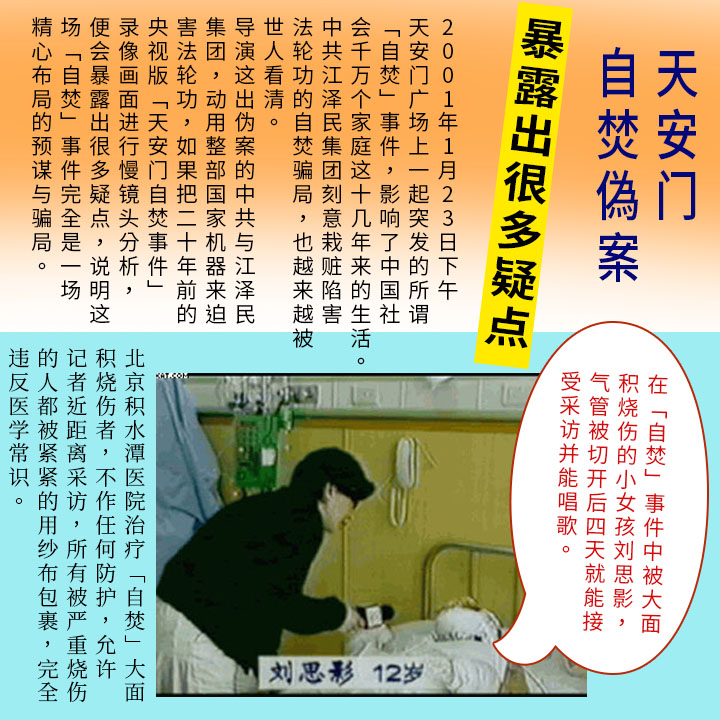 天安门
自焚偽案
暴露出很多疑点
2001年1月23日下午
天安门广场上一起突发的所谓
「自焚」事件，影响了中国社
会千万个家庭这十几年来的生活。
中共江泽民集团刻意栽赃陷害
法轮功的自焚骗局，也越来越被
世人看清。
导演这出伪案的中共与江泽民
集团，动用整部国家机器来迫
害法轮功，如果把二十年前的
央视版「天安门自焚事件」
录像画面进行慢镜头分析，
便会暴露出很多疑点，说明这
场「自焚」事件完全是一场
精心布局的预谋与骗局。
在「自焚」事件中被大面
积烧伤的小女孩刘思影，
气管被切开后四天就能接
受采访并能唱歌。
刘思影 12岁
北京积水潭医院治疗「自焚」大面
积烧伤者，不作任何防护，允许
记者近距离采访，所有被严重烧伤
的人都被紧紧的用纱布包裹，完全
违反医学常识。